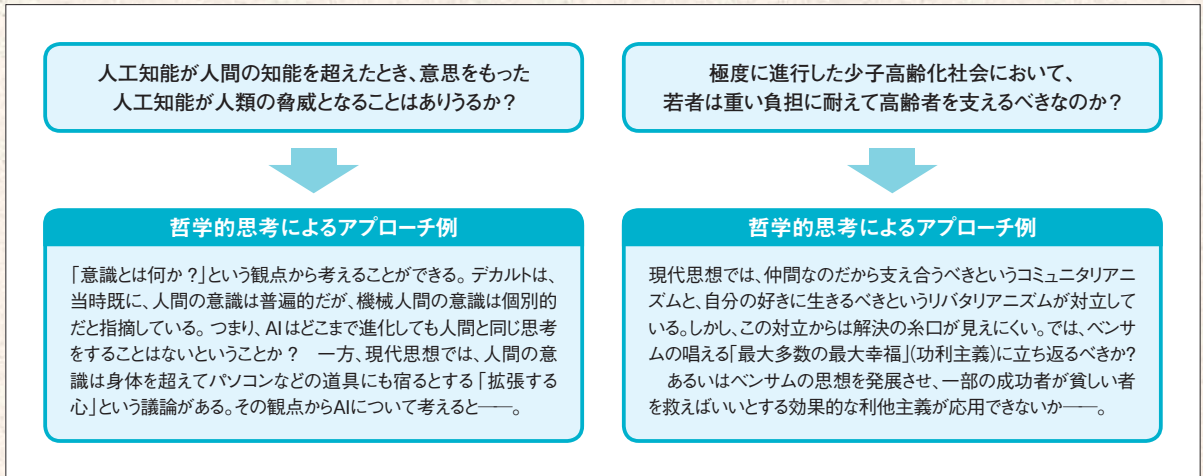 人工知能が人間の知能を超えたとき、意思をもった
人工知能が人類の脅威となることはありうるか？
哲学的思考によるアプローチ例
「意識とは何か？」という観点から考えることができる。デカルトは、
当時既に、人間の意識は普遍的だが、機械人間の意識は個別的
だと指摘している。つまり、AIはどこまで進化しても人間と同じ思考
をすることはないということか？　一方、現代思想では、人間の意
識は身体を超えてパソコンなどの道具にも宿るとする「拡張する
心」という議論がある。その観点からAIについて考えると――。
極度に進行した少子高齢化社会において、
若者は重い負担に耐えて高齢者を支えるべきなのか？
哲学的思考によるアプローチ例
現代思想では、仲間なのだから支え合うべきというコミュニタリアニ
ズムと、自分の好きに生きるべきというリバタリアニズムが対立して
いる。しかし、この対立からは解決の糸口が見えにくい。では、ベンサ
ムの唱える「最大多数の最大幸福」（功利主義）に立ち返るべきか？
　あるいはベンサムの思想を発展させ、一部の成功者が貧しい者
を救えばいいとする効果的な利他主義が応用できないか――。